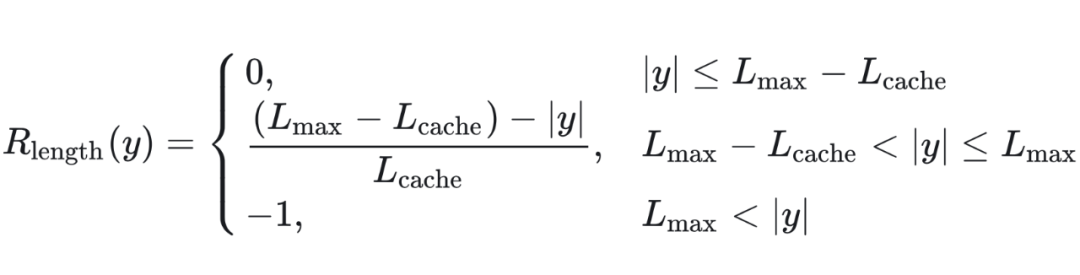 R_length(y) = { 0, |y| ≤ L_max − L_cache
((L_max − L_cache) − |y|) / L_cache, L_max − L_cache < |y| ≤ L_max
−1, L_max < |y|